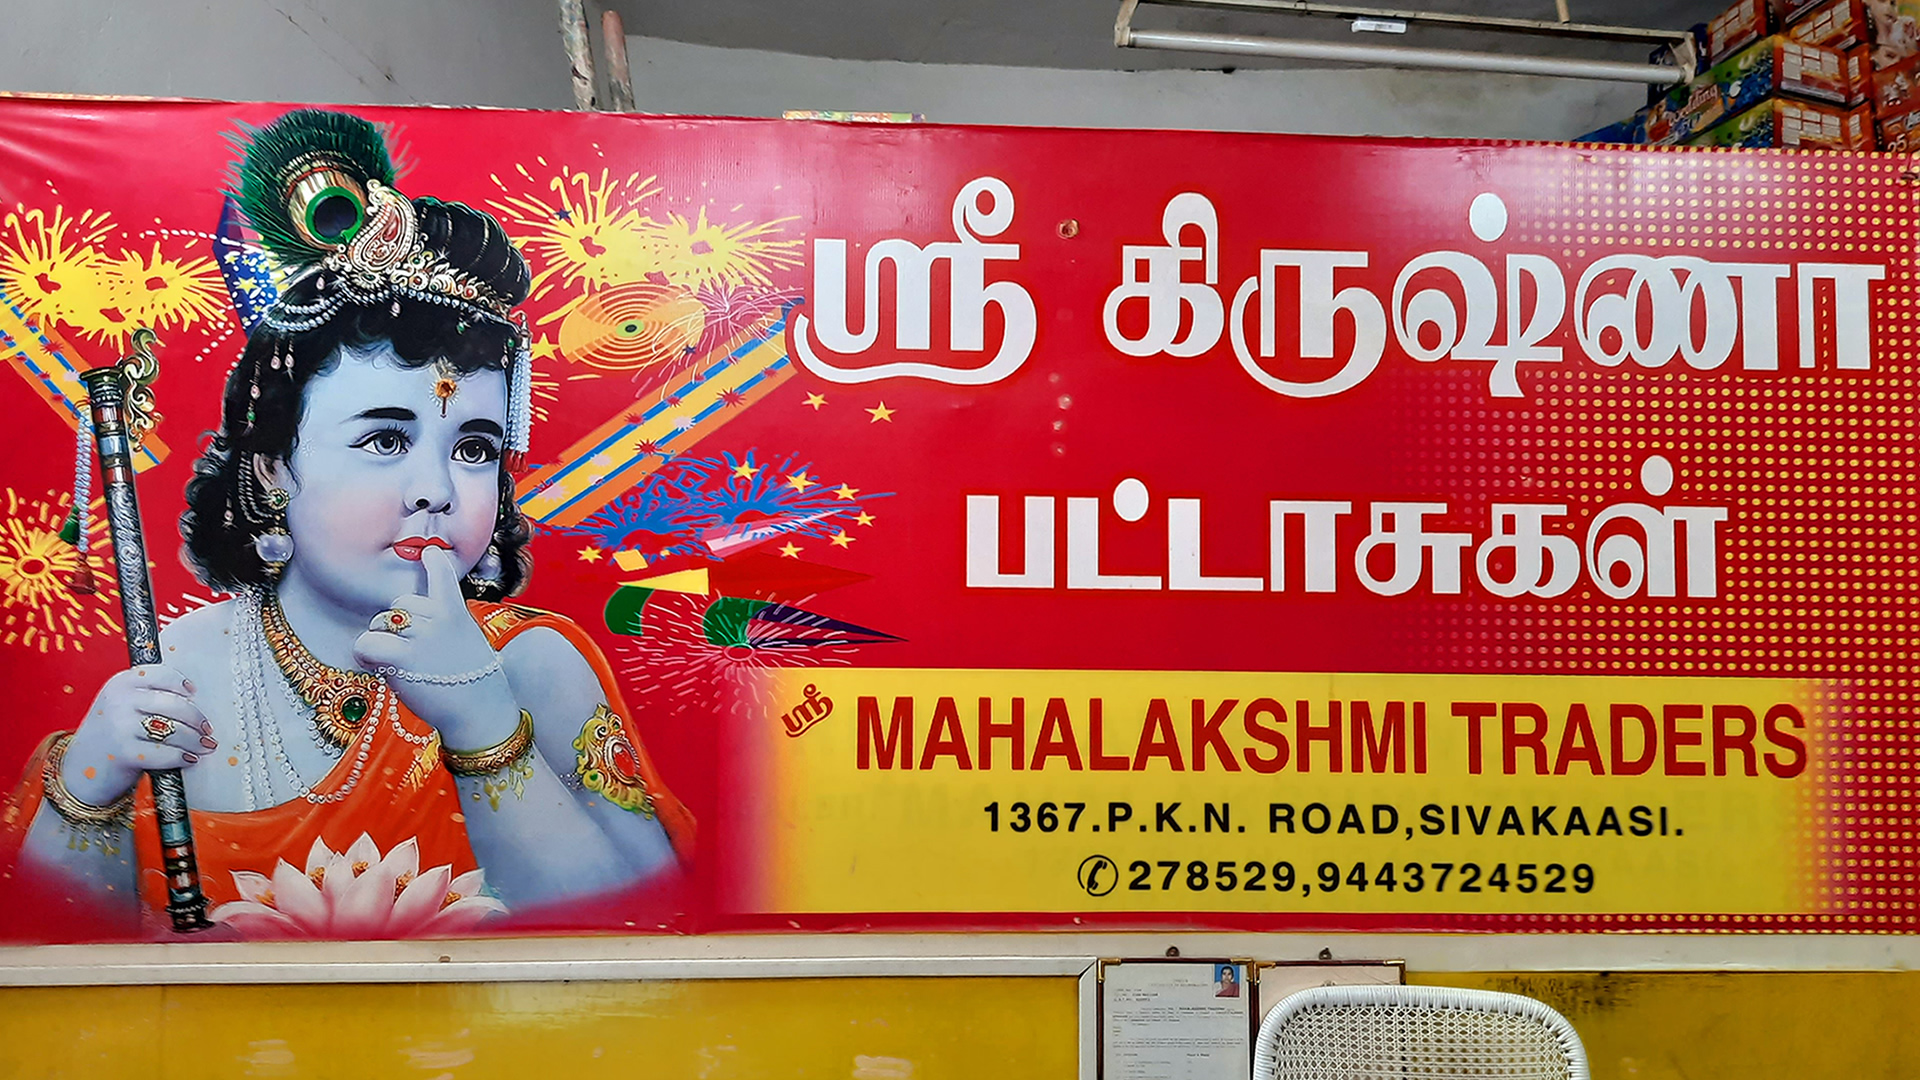 ஸ்ரீ கிருஷ்ணா
பட்டாசுகள்
ஸ்ரீ MAHALAKSHMI TRADERS
1367.P.K.N. ROAD,SIVAKAASI.
278529,9443724529